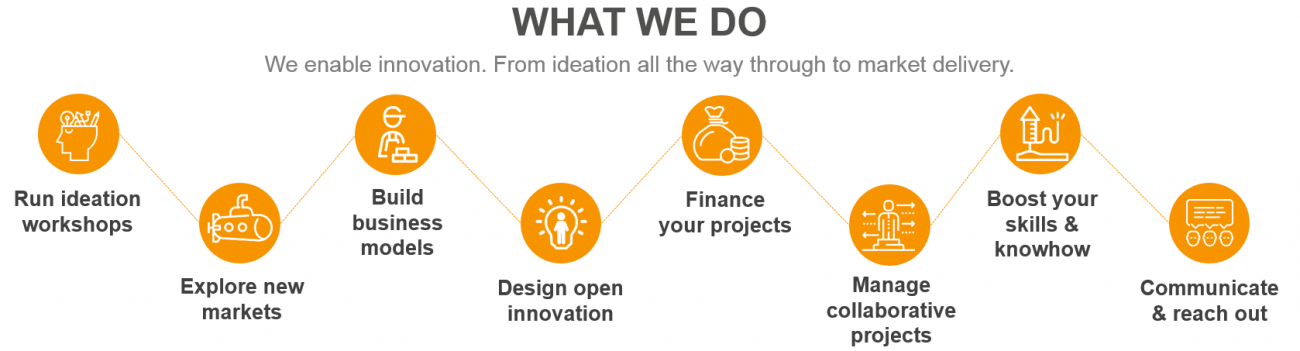 WHAT WE DO
We enable innovation. From ideation all the way through to market delivery.
Run ideation
workshops
Explore new
markets
Build
business
models
Design open
innovation
Finance
your projects
Manage
collaborative
projects
Boost your
skills &
knowhow
Communicate
& reach out